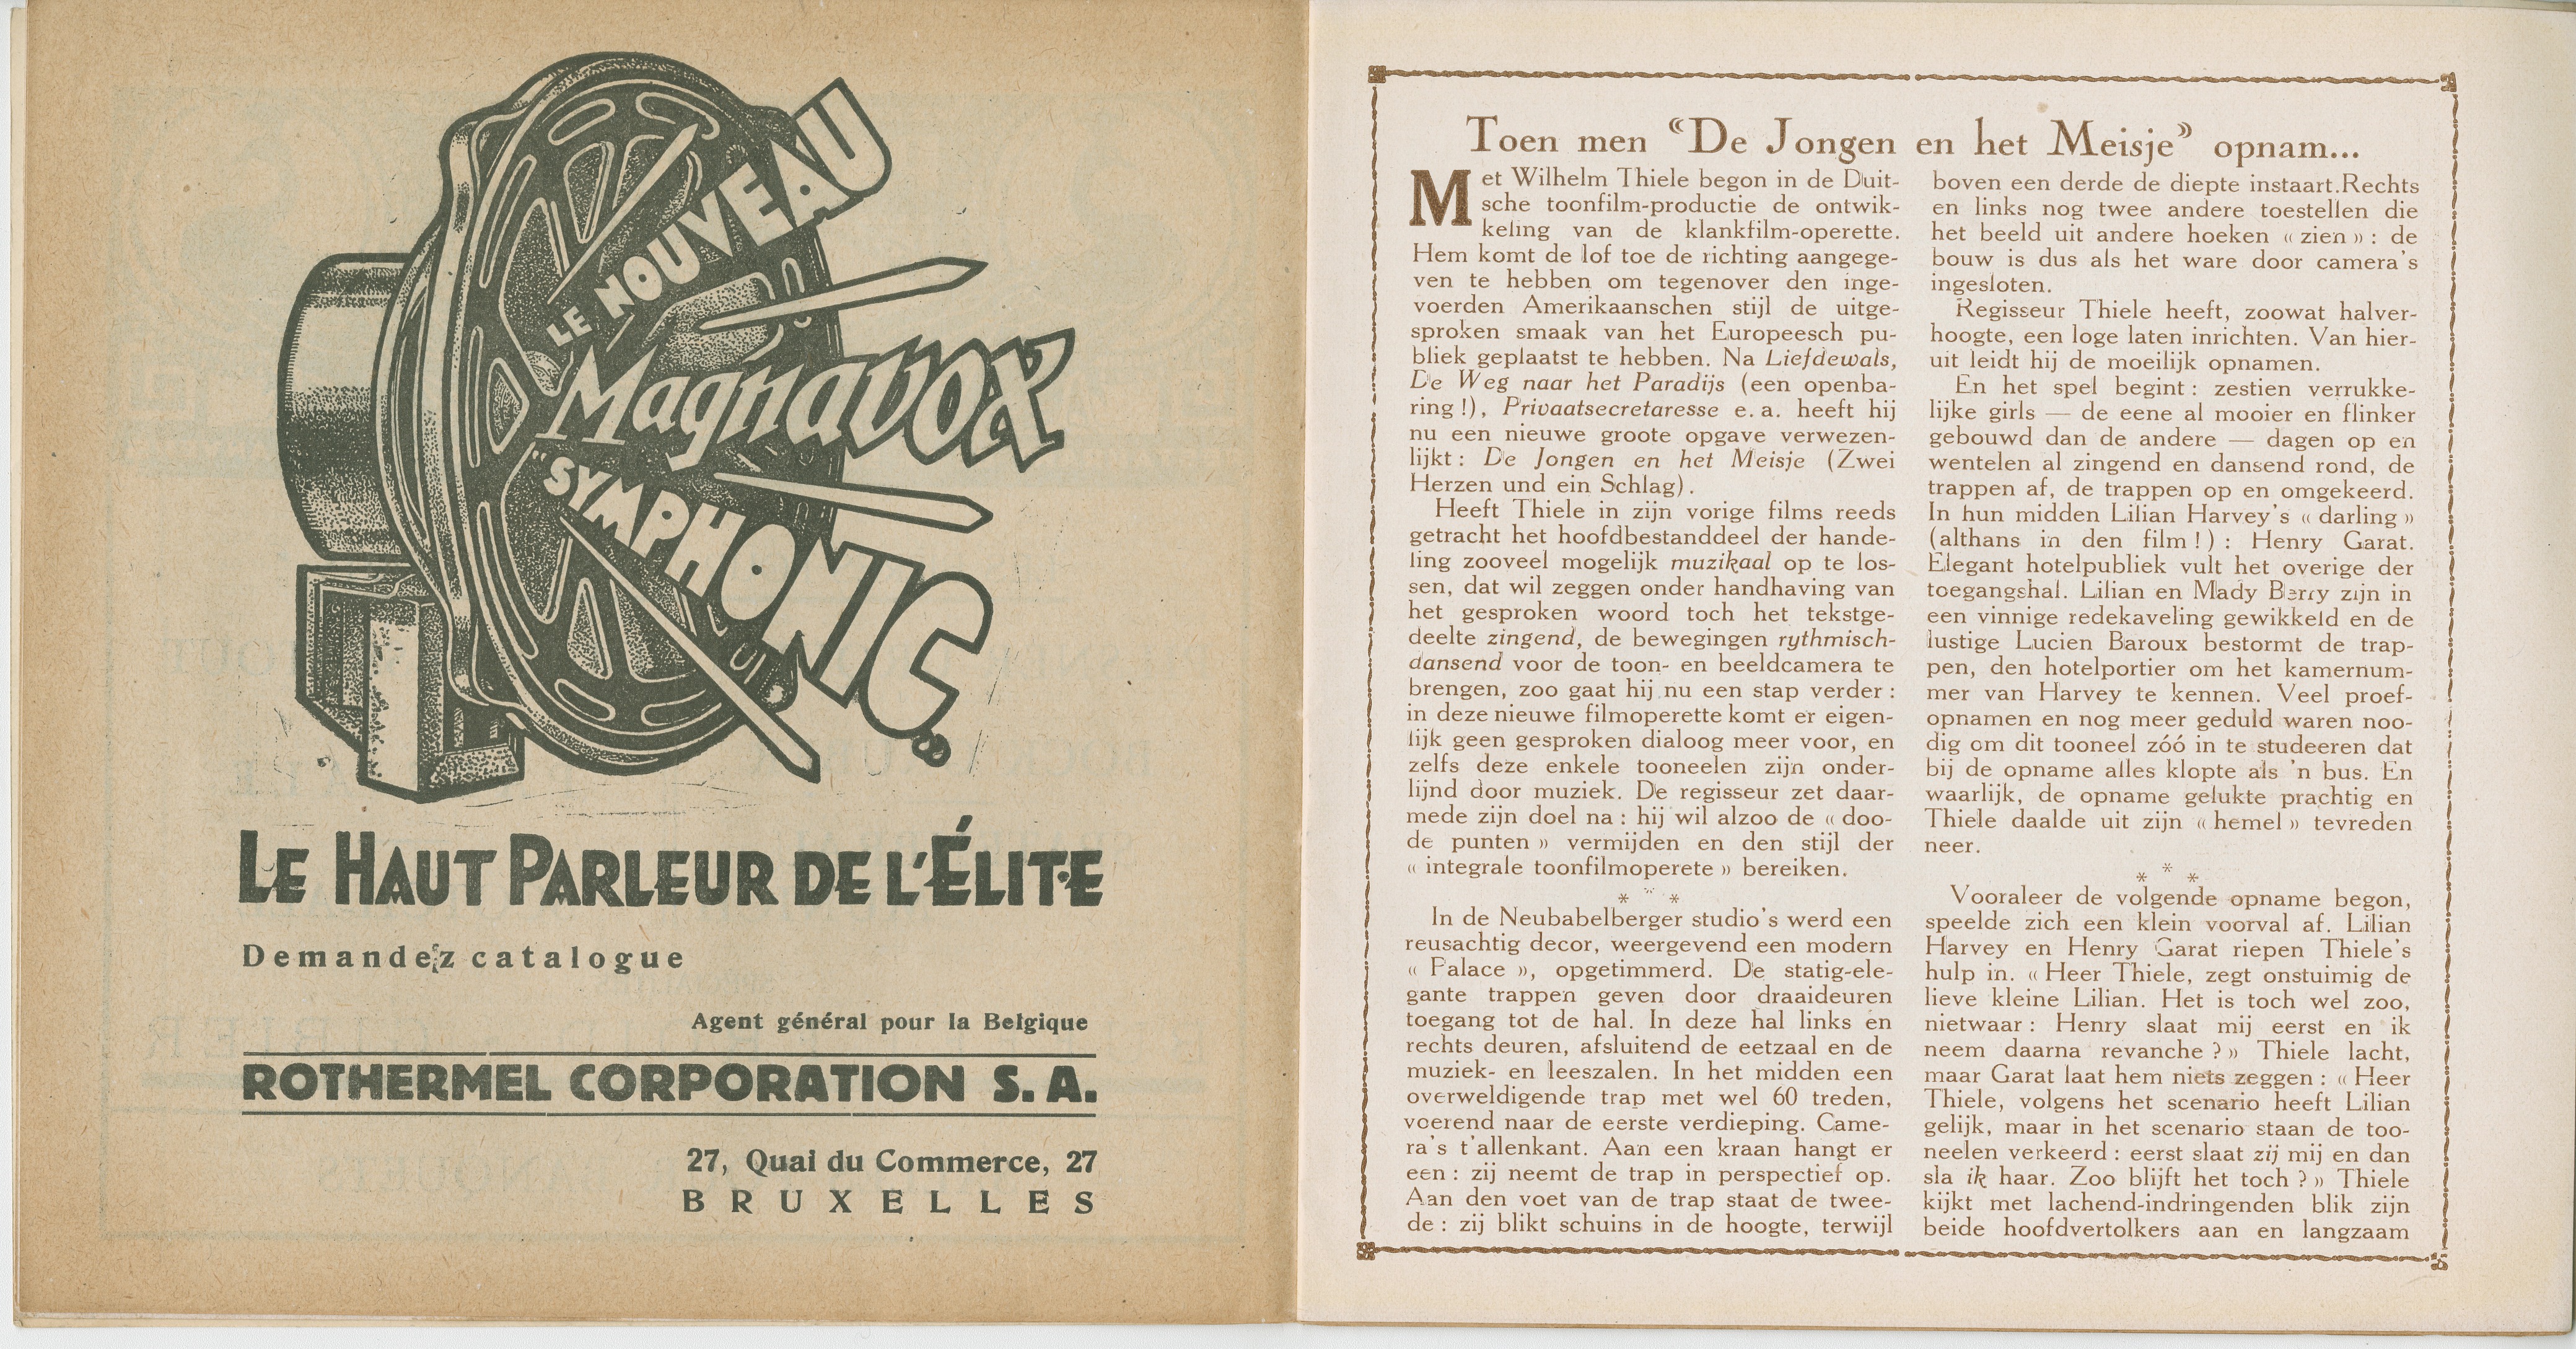 LE NOUVEAU
Magnavox
"SYMPHONIC"
LE HAUT PARLEUR DE L'ÉLITE
Demandez catalogue
Agent général pour la Belgique
ROTHERMEL CORPORATION S. A.
27, Quai du Commerce, 27
BRUXELLES
Toen men “De Jongen en het Meisje” opnam...
Met Wilhelm Thiele begon in de Duit-
sche toonfilm-productie de ontwik-
keling van de klankfilm-operette.
Hem komt de lof toe de richting aangege-
ven te hebben om tegenover den inge-
voerden Amerikaanschen stijl de uitge-
sproken smaak van het Europeesch pu-
bliek geplaatst te hebben. Na Liefdewals,
De Weg naar het Paradijs (een openba-
ring !), Privaatsecretaresse e. a. heeft hij
nu een nieuwe groote opgave verwezen-
lijkt : De Jongen en het Meisje (Zwei
Herzen und ein Schlag).
Heeft Thiele in zijn vorige films reeds
getracht het hoofdbestanddeel der hande-
ling zooveel mogelijk muzikaal op te los-
sen, dat wil zeggen onder handhaving van
het gesproken woord toch het tekstge-
deelte zingend, de bewegingen rythmisch-
dansend voor de toon- en beeldcamera te
brengen, zoo gaat hij nu een stap verder :
in deze nieuwe filmoperette komt er eigen-
lijk geen gesproken dialoog meer voor, en
zelfs deze enkele tooneelen zijn onder-
lijnd door muziek. De regisseur zet daar-
mede zijn doel na : hij wil alzoo de « doo-
de punten » vermijden en den stijl der
« integrale toonfilmoperete » bereiken.
* * *
In de Neubabelberger studio's werd een
reusachtig decor, weergevend een modern
« Palace », opgetimmerd. De statig-ele-
gante trappen geven door draaideuren
toegang tot de hal. In deze hal links en
rechts deuren, afsluitend de eetzaal en de
muziek- en leeszalen. In het midden een
overweldigende trap met wel 60 treden,
voerend naar de eerste verdieping. Came-
ra's t'allenkant. Aan een kraan hangt er
een : zij neemt de trap in perspectief op.
Aan den voet van de trap staat de twee-
de : zij blikt schuins in de hoogte, terwijl
boven een derde de diepte instaart.Rechts
en links nog twee andere toestellen die
het beeld uit andere hoeken « zien » : de
bouw is dus als het ware door camera's
ingesloten.
Regisseur Thiele heeft, zoowat halver-
hoogte, een loge laten inrichten. Van hier-
uit leidt hij de moeilijk opnamen.
En het spel begint : zestien verrukke-
lijke girls — de eene al mooier en flinker
gebouwd dan de andere — dagen op en
wentelen al zingend en dansend rond, de
trappen af, de trappen op en omgekeerd.
In hun midden Lilian Harvey's « darling »
(althans in den film !) : Henry Garat.
Elegant hotelpubliek vult het overige der
toegangshal. Lilian en Mady Berry zijn in
een vinnige redekaveling gewikkeld en de
lustige Lucien Baroux bestormt de trap-
pen, den hotelportier om het kamernum-
mer van Harvey te kennen. Veel proef-
opnamen en nog meer geduld waren noo-
dig om dit tooneel zóó in te studeeren dat
bij de opname alles klopte als 'n bus. En
waarlijk, de opname gelukte prachtig en
Thiele daalde uit zijn « hemel » tevreden
neer.
* * *
Vooraleer de volgende opname begon,
speelde zich een klein voorval af. Lilian
Harvey en Henry Garat riepen Thiele's
hulp in. « Heer Thiele, zegt onstuimig de
lieve kleine Lilian. Het is toch wel zoo,
nietwaar : Henry slaat mij eerst en ik
neem daarna revanche ? » Thiele lacht,
maar Garat laat hem niets zeggen : « Heer
Thiele, volgens het scenario heeft Lilian
gelijk, maar in het scenario staan de too-
neelen verkeerd : eerst slaat zij mij en dan
sla ik haar. Zoo blijft het toch ? » Thiele
kijkt met lachend-indringenden blik zijn
beide hoofdvertolkers aan en langzaam